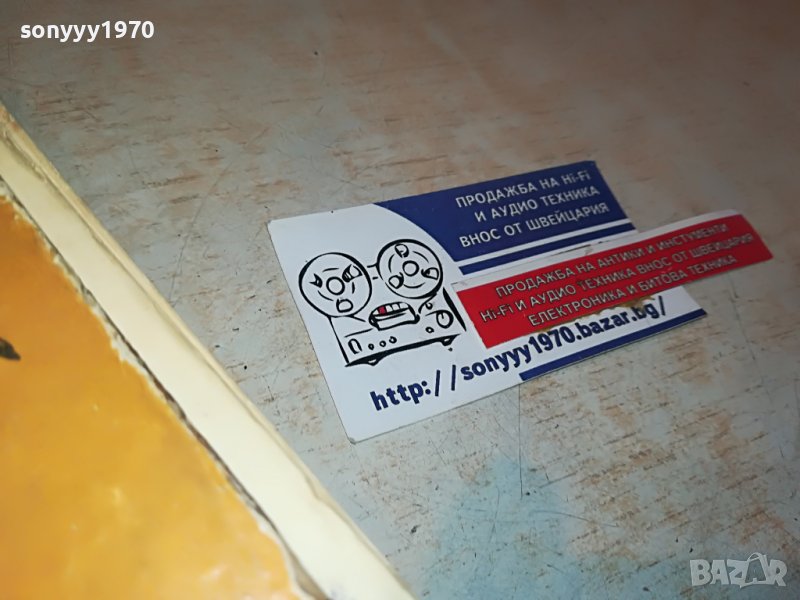 sonyyy1970
ПРОДАЖБА НА Hi-Fi
И АУДИО ТЕХНИКА
ВНОС ОТ ШВЕЙЦАРИЯ
ПРОДАЖБА НА АНТИКИ И ИНСТУМЕНТИ
Hi-Fi И АУДИО ТЕХНИКА ВНОС ОТ ШВЕЙЦАРИЯ
ЕЛЕКТРОНИКА И БИТОВА ТЕХНИКА
http://sonyyy1970.bazar.bg/
BAZAR